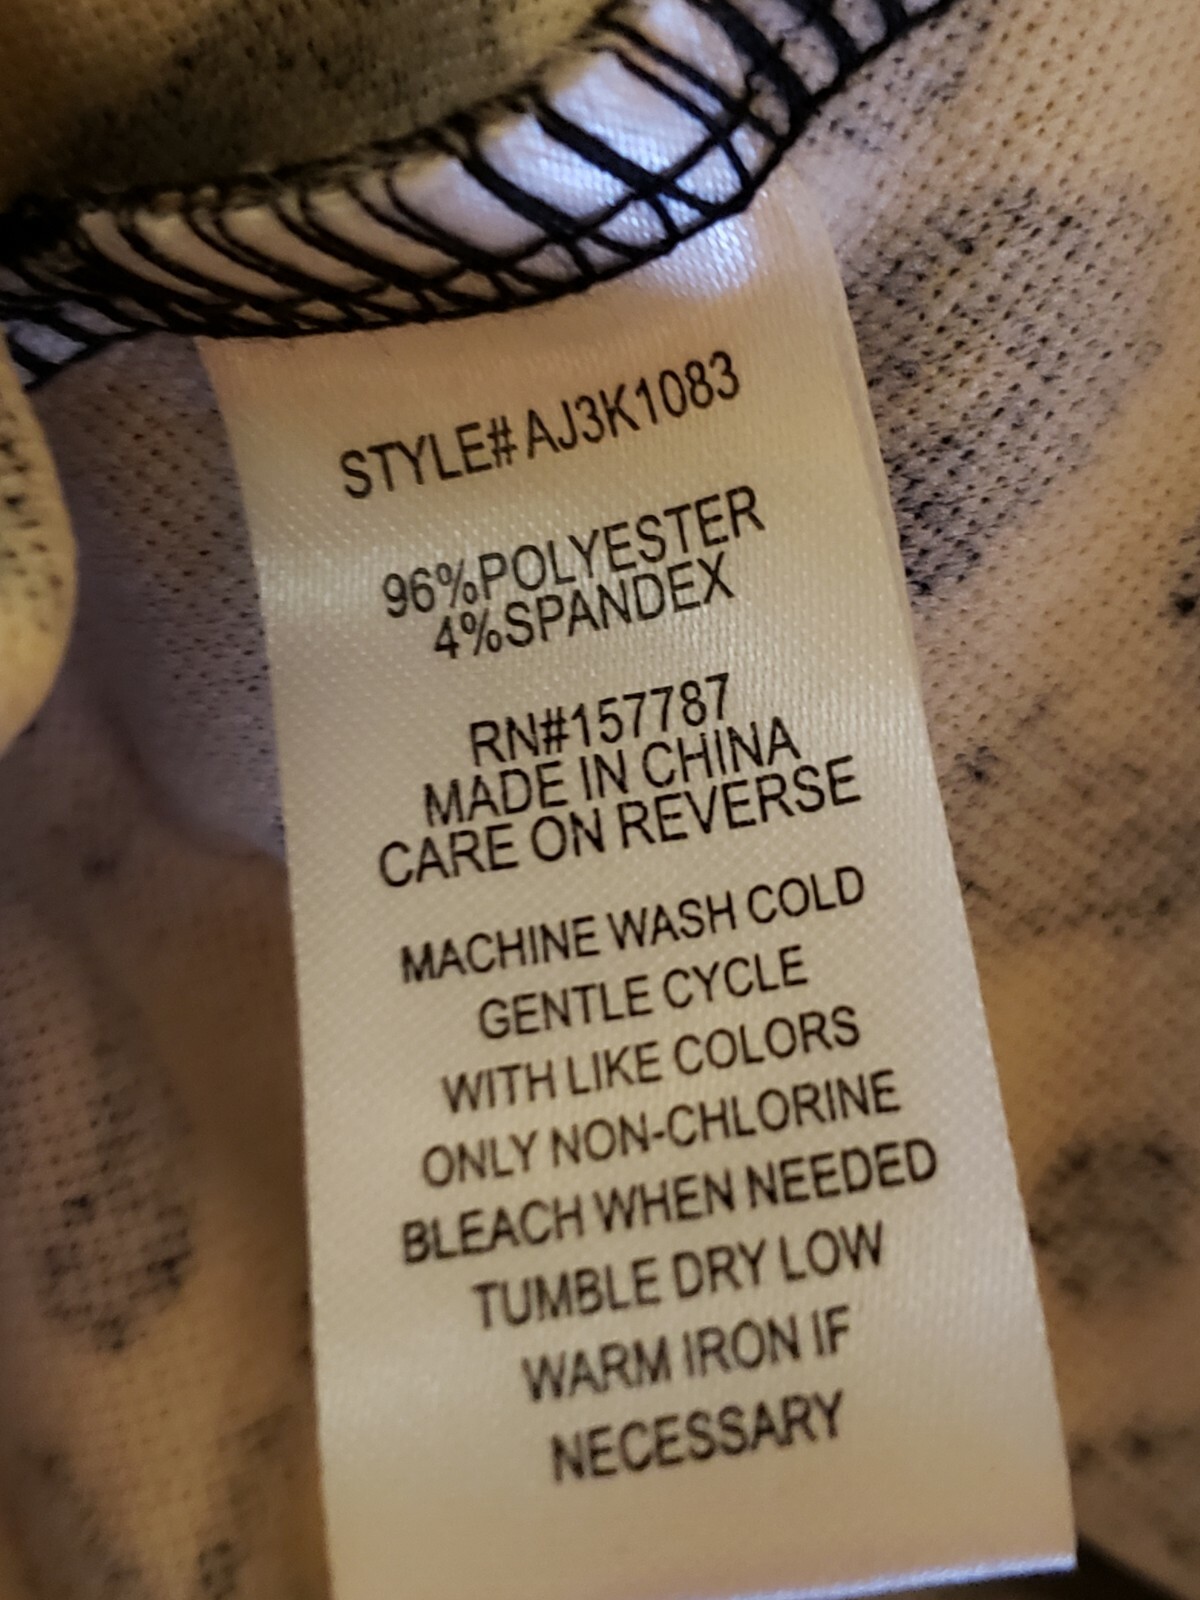 STYLE# AJ3K1083
96%POLYESTER
4%SPANDEX
RN#157787
MADE IN CHINA
CARE ON REVERSE
MACHINE WASH COLD
GENTLE CYCLE
WITH LIKE COLORS
ONLY NON-CHLORINE
BLEACH WHEN NEEDED
TUMBLE DRY LOW
WARM IRON IF
NECESSARY